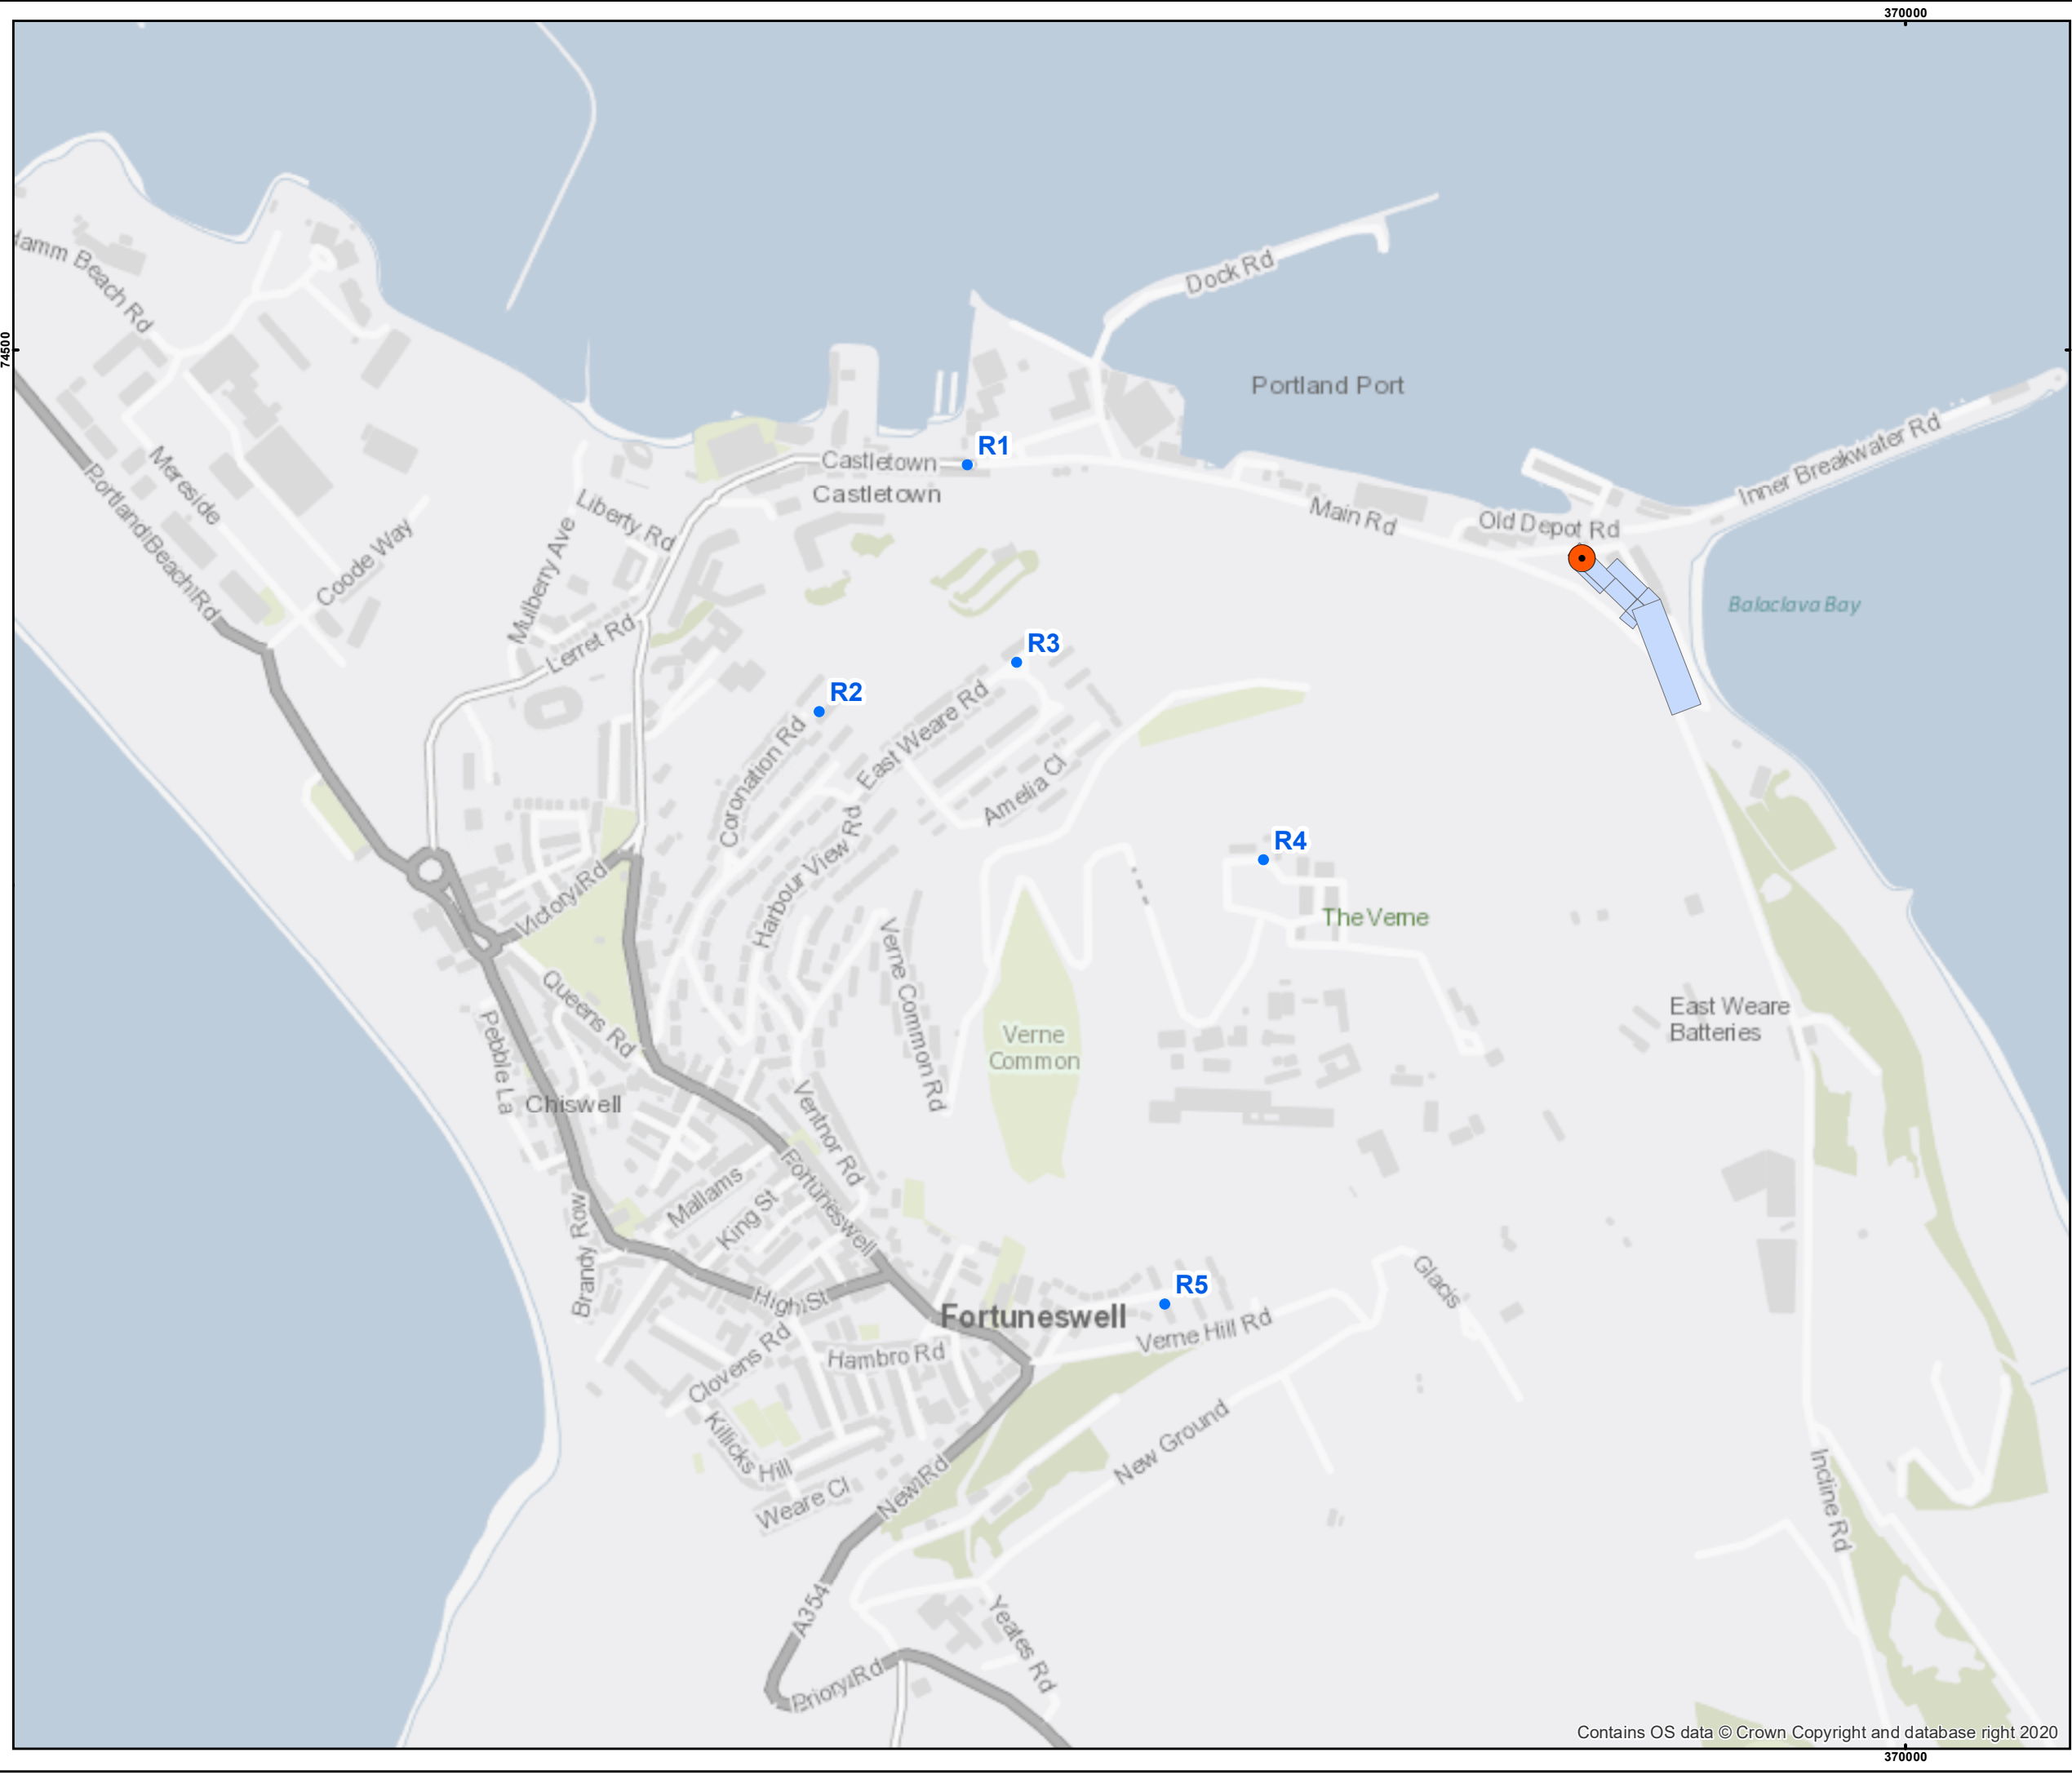 370000
74500
Hamm Beach Rd
Dock Rd
Portland Port
Inner Breakwater Rd
R1
Castletown
Castletown
Mereside
Portland Beach Rd
Coode Way
Liberty Rd
Mulberry Ave
Main Rd
Old Depot Rd
Balaclava Bay
Lerret Rd
R3
R2
East Weare Rd
Coronation Rd
Amelia Cl
R4
Harbour View Rd
Victory Rd
The Verne
Verne Common Rd
Queens Rd
Pebble La
East Weare
Batteries
Verne
Common
Chiswell
Ventnor Rd
Fortuneswell
Mallams
King St
Brandy Row
High St
R5
Glacis
Fortuneswell
Verne Hill Rd
Clovens Rd
Hambro Rd
Killicks Hill
New Ground
Weare Cl
New Rd
Incline Rd
A354
Yeates Rd
Priory Rd
Contains OS data © Crown Copyright and database right 2020
370000